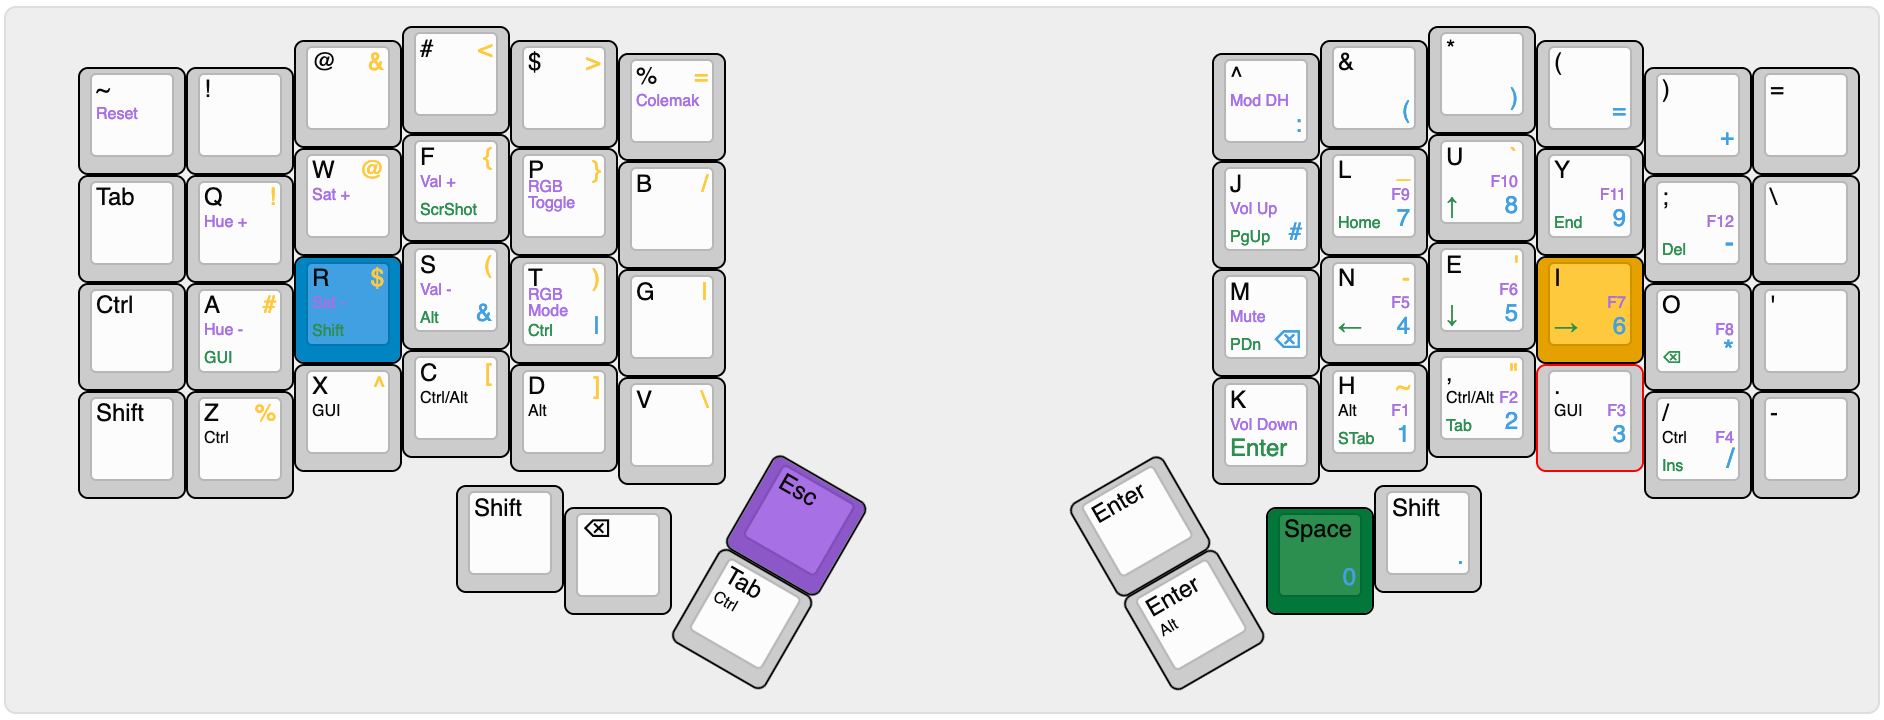 ~
Reset
!
@ &
# <
$ >
% =
Colemak
^
Mod DH
:
&
(
*
)
(
=
)
+
=
Tab
Q !
Hue +
W @
Sat +
F {
Val +
ScrShot
P }
RGB
Toggle
B /
J
Vol Up
PgUp #
L _
F9
Home 7
U `
F10
↑ 8
Y
F11
End 9
;
F12
Del -
\
Ctrl
A #
Hue -
GUI
R $
Sat -
Shift
S (
Val -
Alt &
T )
RGB
Mode
Ctrl |
G |
M
Mute
PDn ⌫
N -
F5
← 4
E '
F6
↓ 5
I
F7
→ 6
O
F8
⌫ *
'
Shift
Z %
Ctrl
X ^
GUI
C [
Ctrl/Alt
D ]
Alt
V \
K
Vol Down
Enter
H ~
Alt F1
STab 1
, "
Ctrl/Alt F2
Tab 2
.
GUI F3
3
/
Ctrl F4
Ins /
-
Shift
⌫
Esc
Tab
Ctrl
Enter
Enter
Alt
Space
0
Shift
.